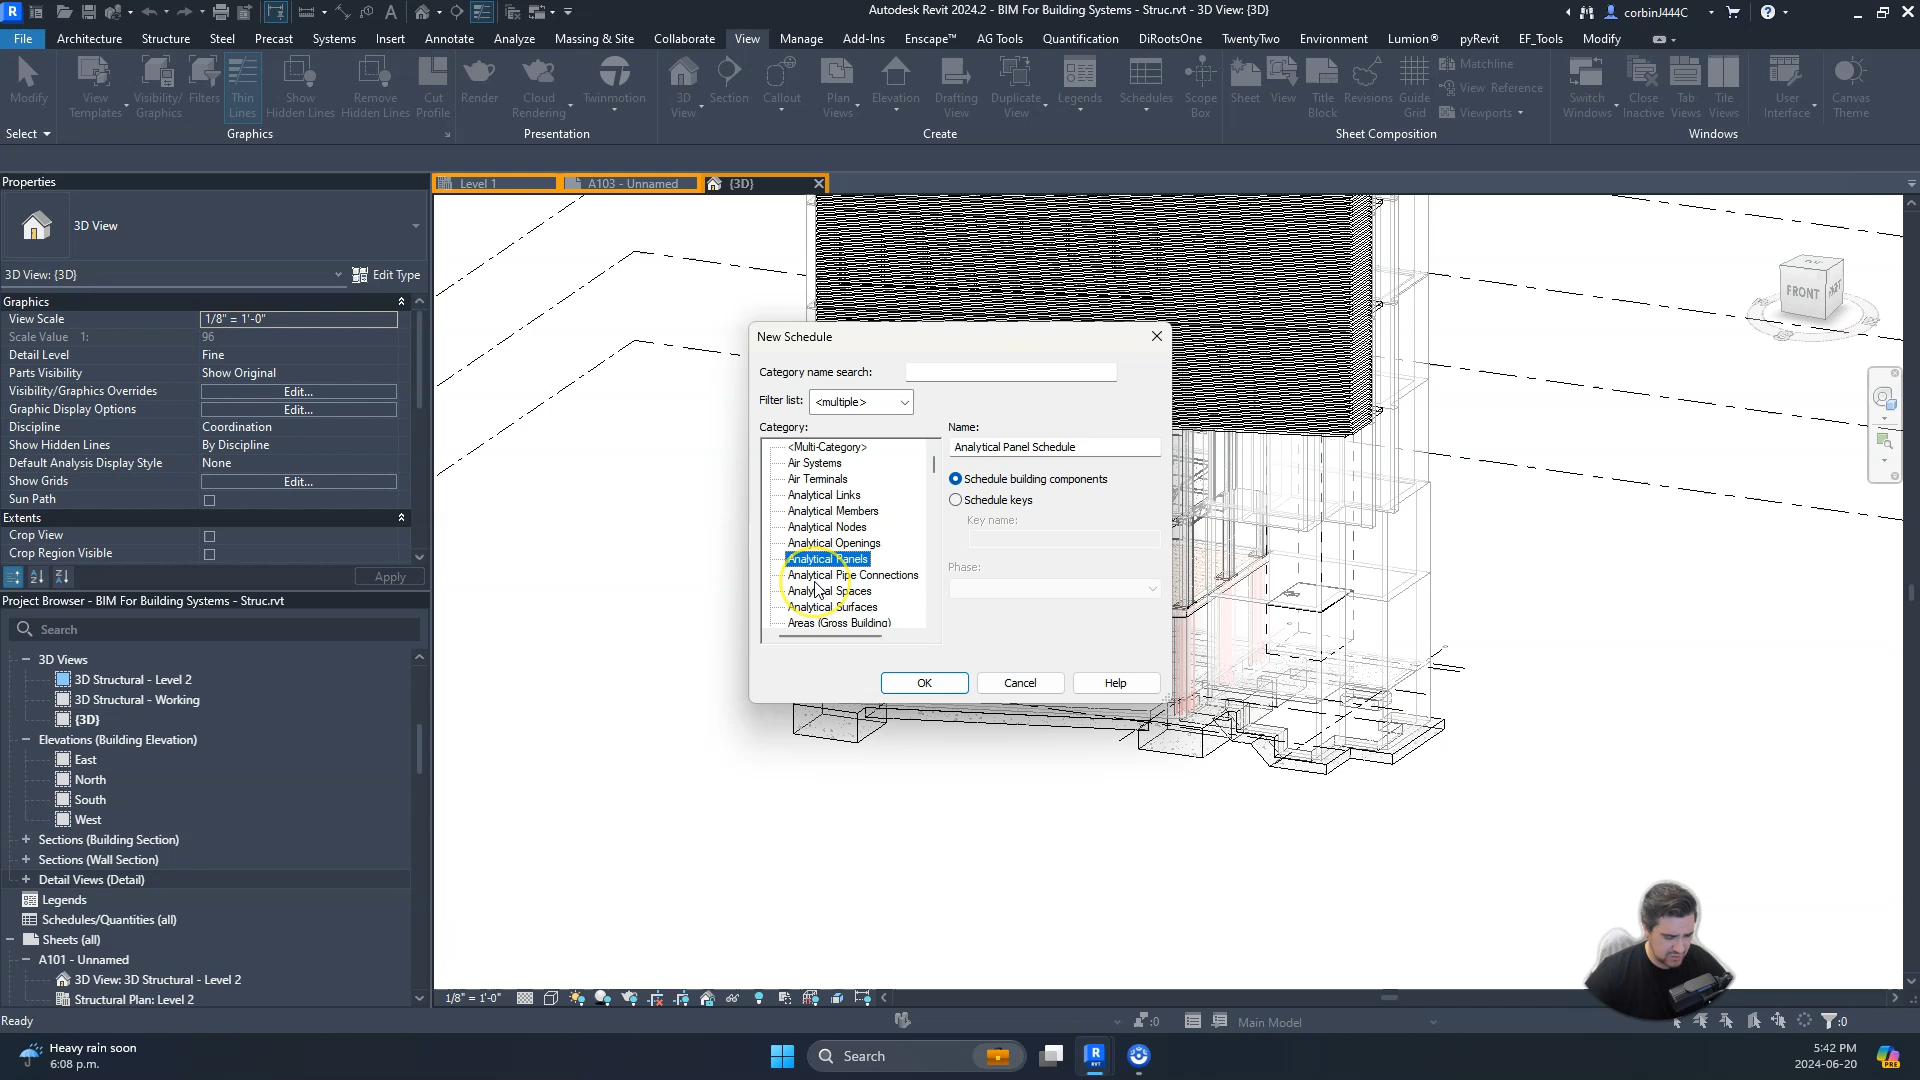 Autodesk Revit 2024.2 - BIM For Building Systems - Struc.rvt - 3D View: {3D}
corbinJ444C
File Architecture Structure Steel Precast Systems Insert Annotate Analyze Massing & Site Collaborate View Manage Add-Ins Enscape™ AG Tools Quantification DiRootsOne TwentyTwo Environment Lumion® pyRevit EF_Tools Modify
Modify
View Templates
Visibility/ Graphics
Filters
Thin Lines
Show Hidden Lines
Remove Hidden Lines
Cut Profile
Render
Cloud Rendering
Twinmotion
3D View
Section
Callout
Plan Views
Elevation
Drafting View
Duplicate View
Legends
Schedules
Scope Box
Sheet
View
Title Block
Revisions
Guide Grid
Matchline
View Reference
Viewports
Switch Windows
Close Inactive
Tab Views
Tile Views
User Interface
Canvas Theme
Select
Graphics
Presentation
Create
Sheet Composition
Windows
Properties
Level 1
A103 - Unnamed
{3D}
3D View
3D View: {3D}
Edit Type
Graphics
View Scale 1/8" = 1'-0"
Scale Value 1: 96
Detail Level Fine
Parts Visibility Show Original
Visibility/Graphics Overrides Edit...
Graphic Display Options Edit...
Discipline Coordination
Show Hidden Lines By Discipline
Default Analysis Display Style None
Show Grids Edit...
Sun Path
Extents
Crop View
Crop Region Visible
Apply
Project Browser - BIM For Building Systems - Struc.rvt
Search
3D Views
3D Structural - Level 2
3D Structural - Working
{3D}
Elevations (Building Elevation)
East
North
South
West
Sections (Building Section)
Sections (Wall Section)
Detail Views (Detail)
Legends
Schedules/Quantities (all)
Sheets (all)
A101 - Unnamed
3D View: 3D Structural - Level 2
Structural Plan: Level 2
FRONT
New Schedule
Category name search:
Filter list: <multiple>
Category:
<Multi-Category>
Air Systems
Air Terminals
Analytical Links
Analytical Members
Analytical Nodes
Analytical Openings
Analytical Panels
Analytical Pipe Connections
Analytical Spaces
Analytical Surfaces
Areas (Gross Building)
Name:
Analytical Panel Schedule
Schedule building components
Schedule keys
Key name:
Phase:
OK Cancel Help
1/8" = 1'-0"
Ready
:0
Main Model
:0
Heavy rain soon
6:08 p.m.
Search
5:42 PM
2024-06-20